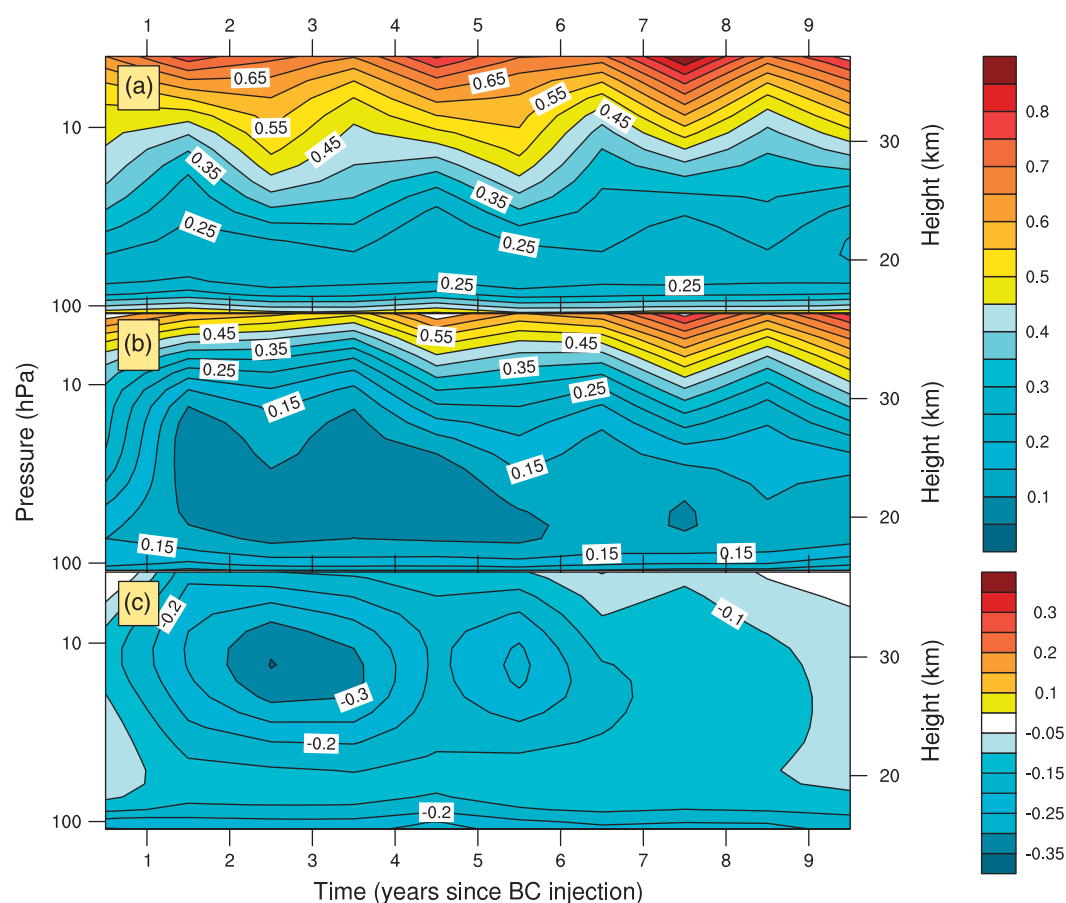 1 2 3 4 5 6 7 8 9
(a)
0.65 0.65
0.55
0.8
0.55 0.45
10 0.45 30
0.7
0.35
0.35 0.6
0.25
0.25
20 0.5
0.25 0.25
100
0.4
(b)
0.45 0.55 0.45
0.35
0.25 0.35
10 0.25
0.15 30
0.3
0.2
0.15
0.1
20
0.15 0.15 0.15
100
(c)
-0.2 -0.1
0.3
10
30
0.2
-0.3
0.1
-0.2
-0.05
20
-0.15
-0.2
100
-0.25
-0.35
1 2 3 4 5 6 7 8 9
Time (years since BC injection)
Pressure (hPa)
Height (km)
Height (km)
Height (km)